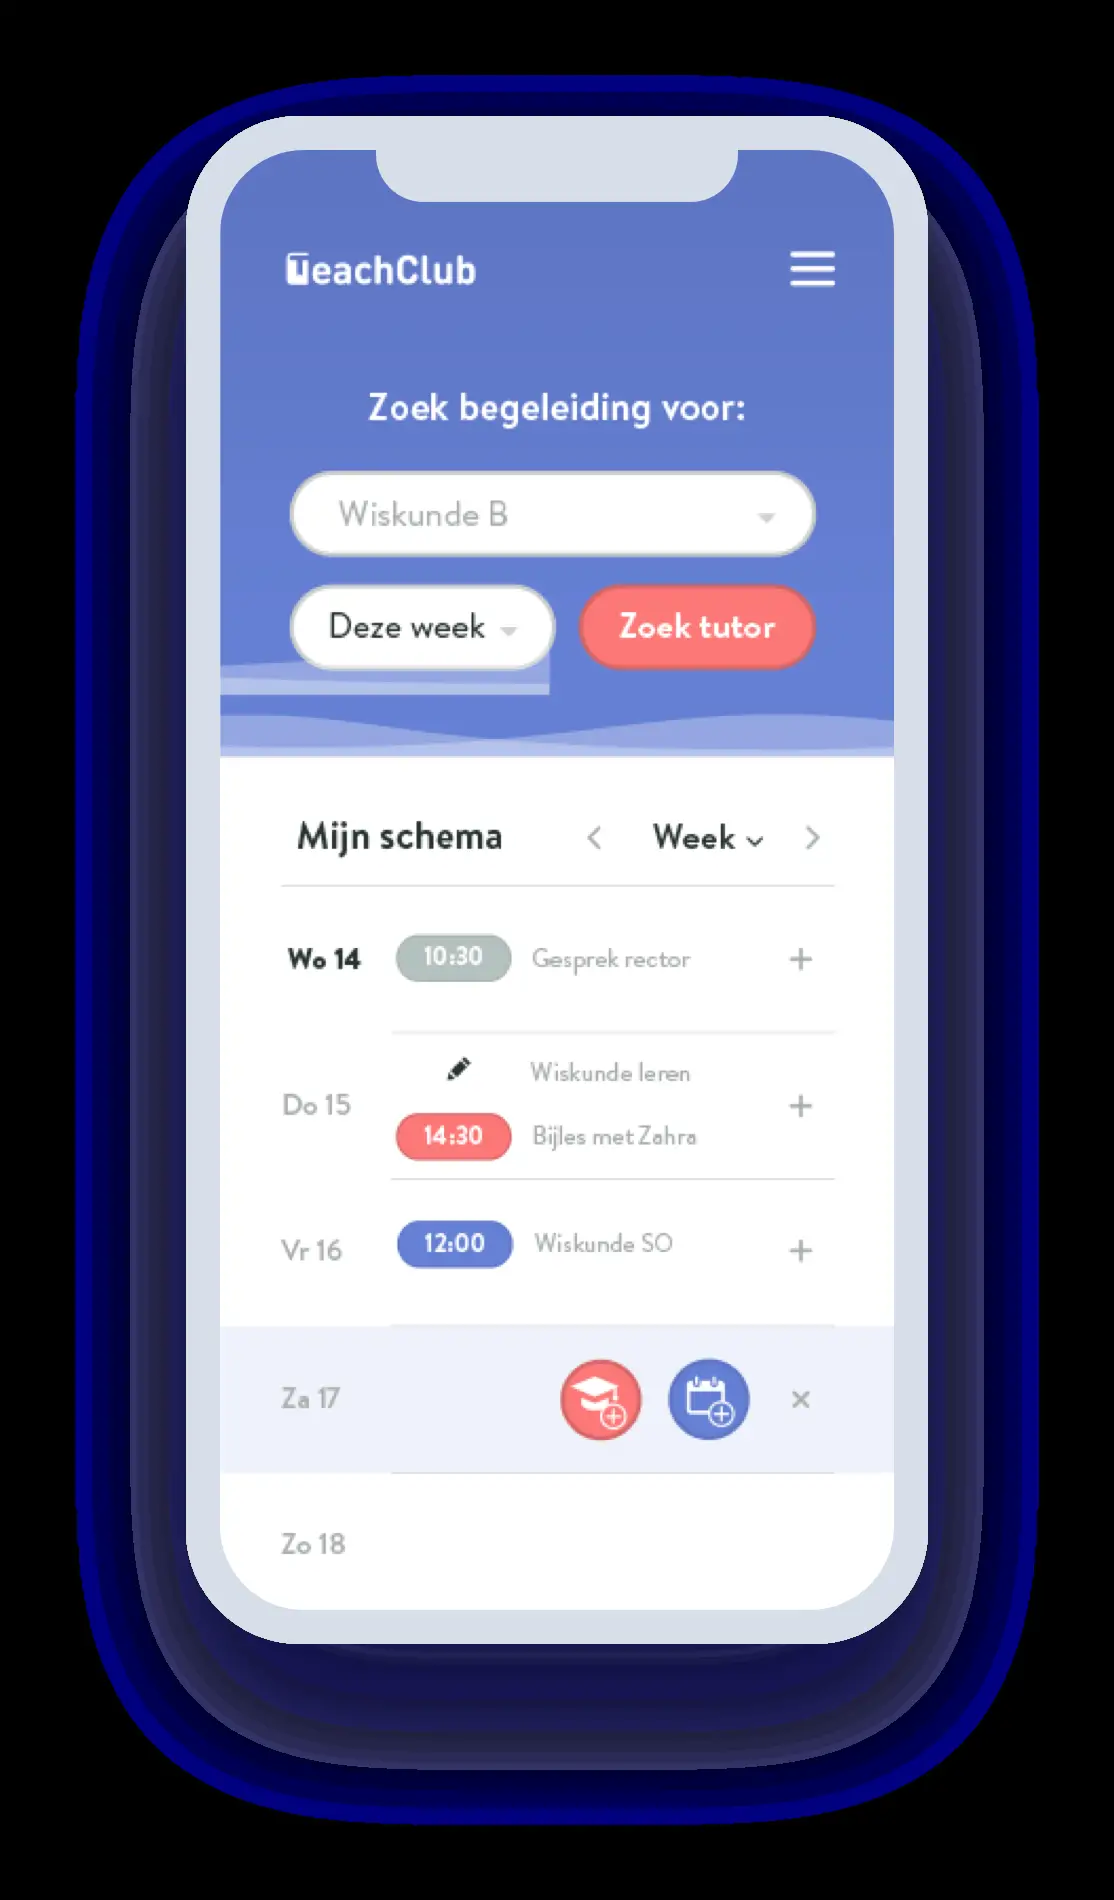 TeachClub
Zoek begeleiding voor:
Wiskunde B
Deze week
Zoek tutor
Mijn schema
Week
Wo 14
10:30
Gesprek rector
Do 15
Wiskunde leren
14:30
Bijles met Zahra
Vr 16
12:00
Wiskunde SO
Za 17
Zo 18